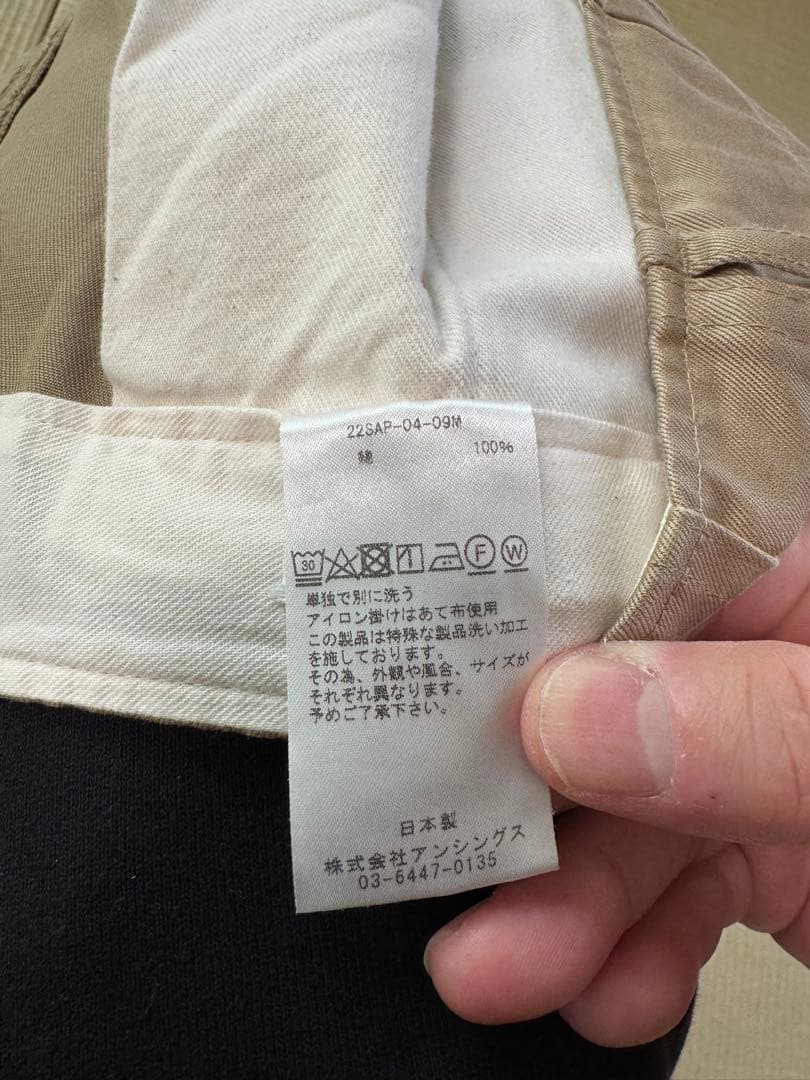 22SAP-04-09M
綿 100%
30 F W
単独で別に洗う
アイロン掛けはあて布使用
この製品は特殊な製品洗い加工
を施しております。
その為、外観や風合、サイズが
それぞれ異なります。
予めご了承下さい。
日本製
株式会社アンシングス
03-6447-0135